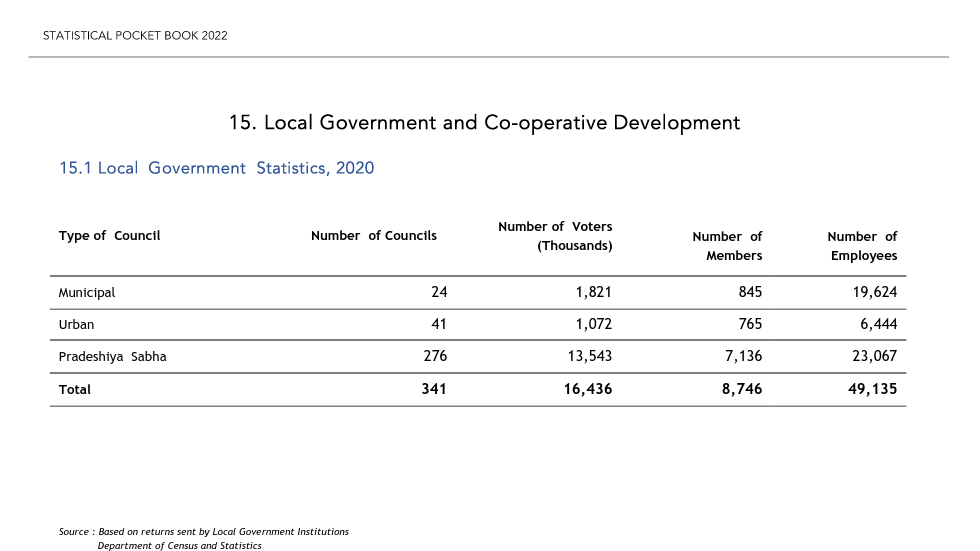 STATISTICAL POCKET BOOK 2022
15. Local Government and Co-operative Development
15.1 Local Government Statistics, 2020
Type of Council Number of Councils Number of Voters (Thousands) Number of Members Number of Employees
Municipal 24 1,821 845 19,624
Urban 41 1,072 765 6,444
Pradeshiya Sabha 276 13,543 7,136 23,067
Total 341 16,436 8,746 49,135
Source : Based on returns sent by Local Government Institutions
Department of Census and Statistics